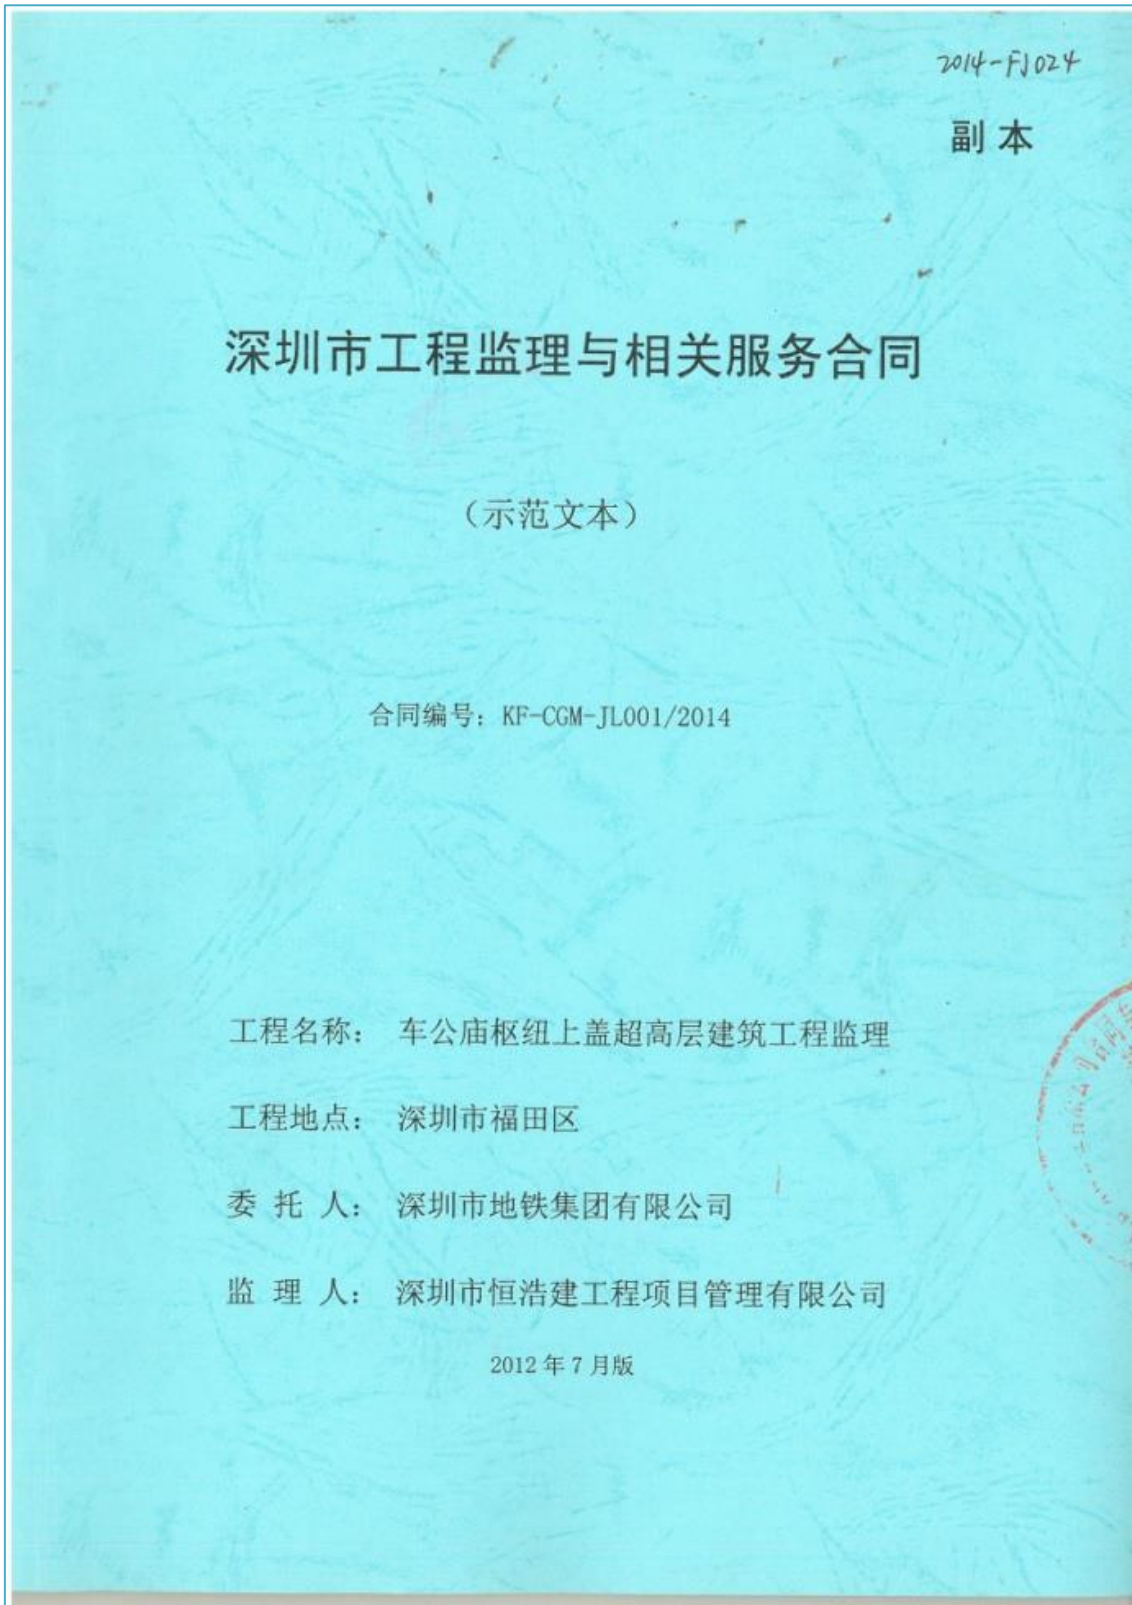 2014-FJ024
副本
深圳市工程监理与相关服务合同
（示范文本）
合同编号：KF-CGM-JL001/2014
工程名称： 车公庙枢纽上盖超高层建筑工程监理
工程地点： 深圳市福田区
委 托 人： 深圳市地铁集团有限公司
监 理 人： 深圳市恒浩建工程项目管理有限公司
2012年7月版